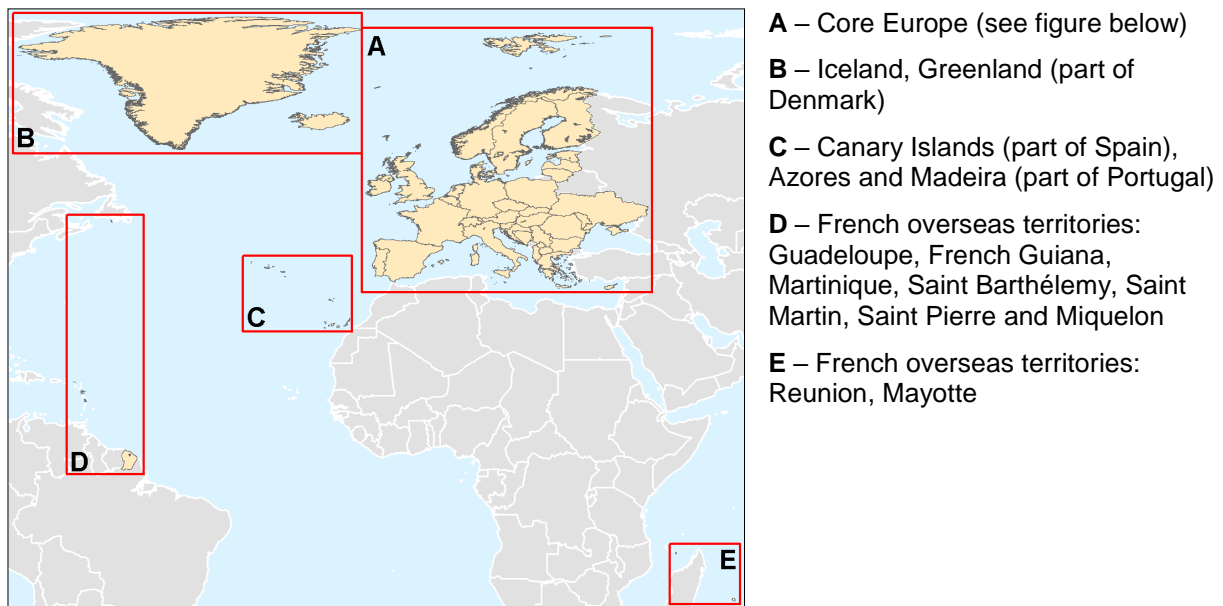 A
B
C
D
E
A – Core Europe (see figure below)
B – Iceland, Greenland (part of
Denmark)
C – Canary Islands (part of Spain),
Azores and Madeira (part of Portugal)
D – French overseas territories:
Guadeloupe, French Guiana,
Martinique, Saint Barthélemy, Saint
Martin, Saint Pierre and Miquelon
E – French overseas territories:
Reunion, Mayotte